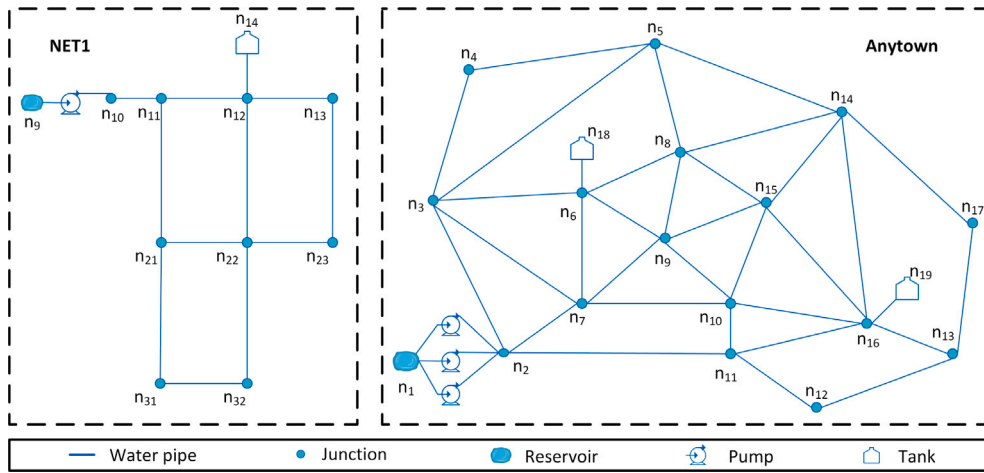 NET1
n14
n9
n10
n11
n12
n13
n21
n22
n23
n31
n32
Anytown
n5
n4
n14
n18
n8
n15
n3
n6
n17
n9
n19
n7
n10
n16
n13
n1
n2
n11
n12
Water pipe
Junction
Reservoir
Pump
Tank